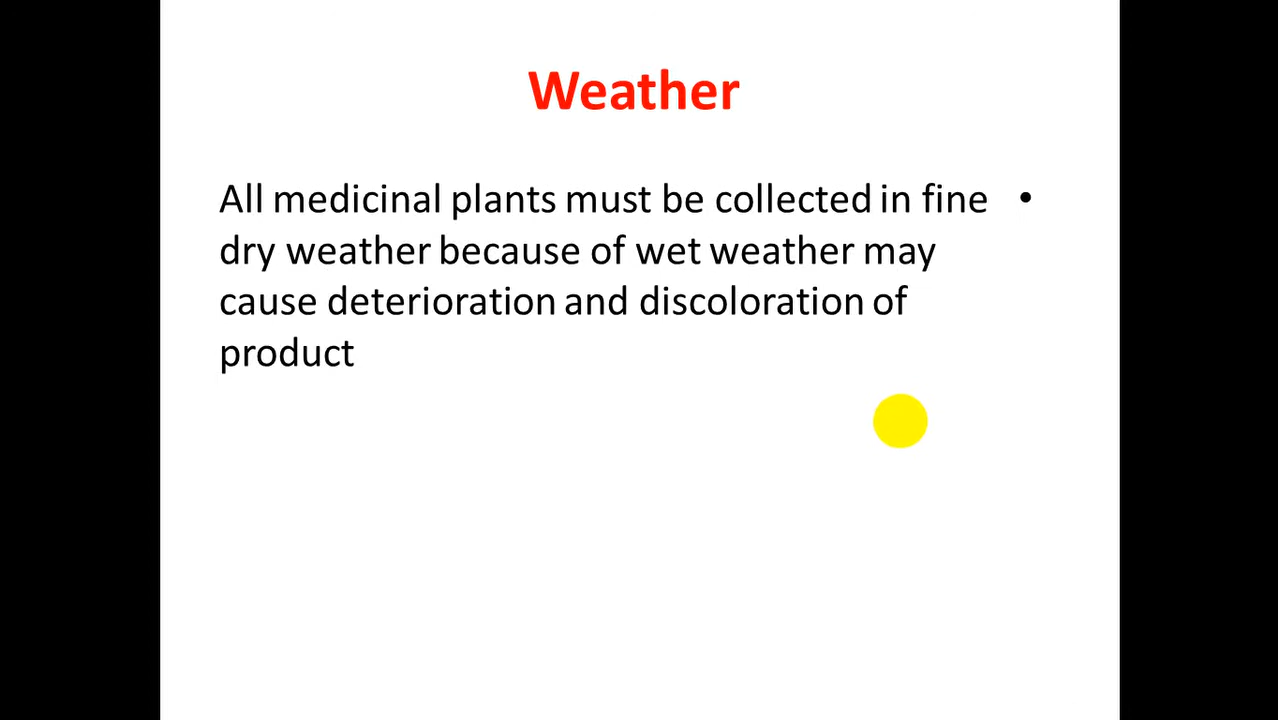 Weather
All medicinal plants must be collected in fine •
dry weather because of wet weather may
cause deterioration and discoloration of
product